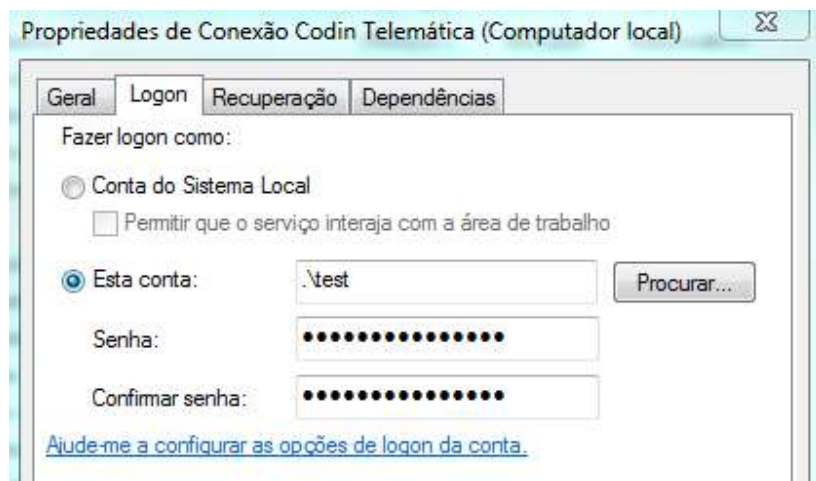 Propriedades de Conexão Codin Telemática (Computador local)
Geral Logon Recuperação Dependências
Fazer logon como:
Conta do Sistema Local
Permitir que o serviço interaja com a área de trabalho
Esta conta: .\test Procurar...
Senha: •••••••••••••••
Confirmar senha: •••••••••••••••
Ajude-me a configurar as opções de logon da conta.